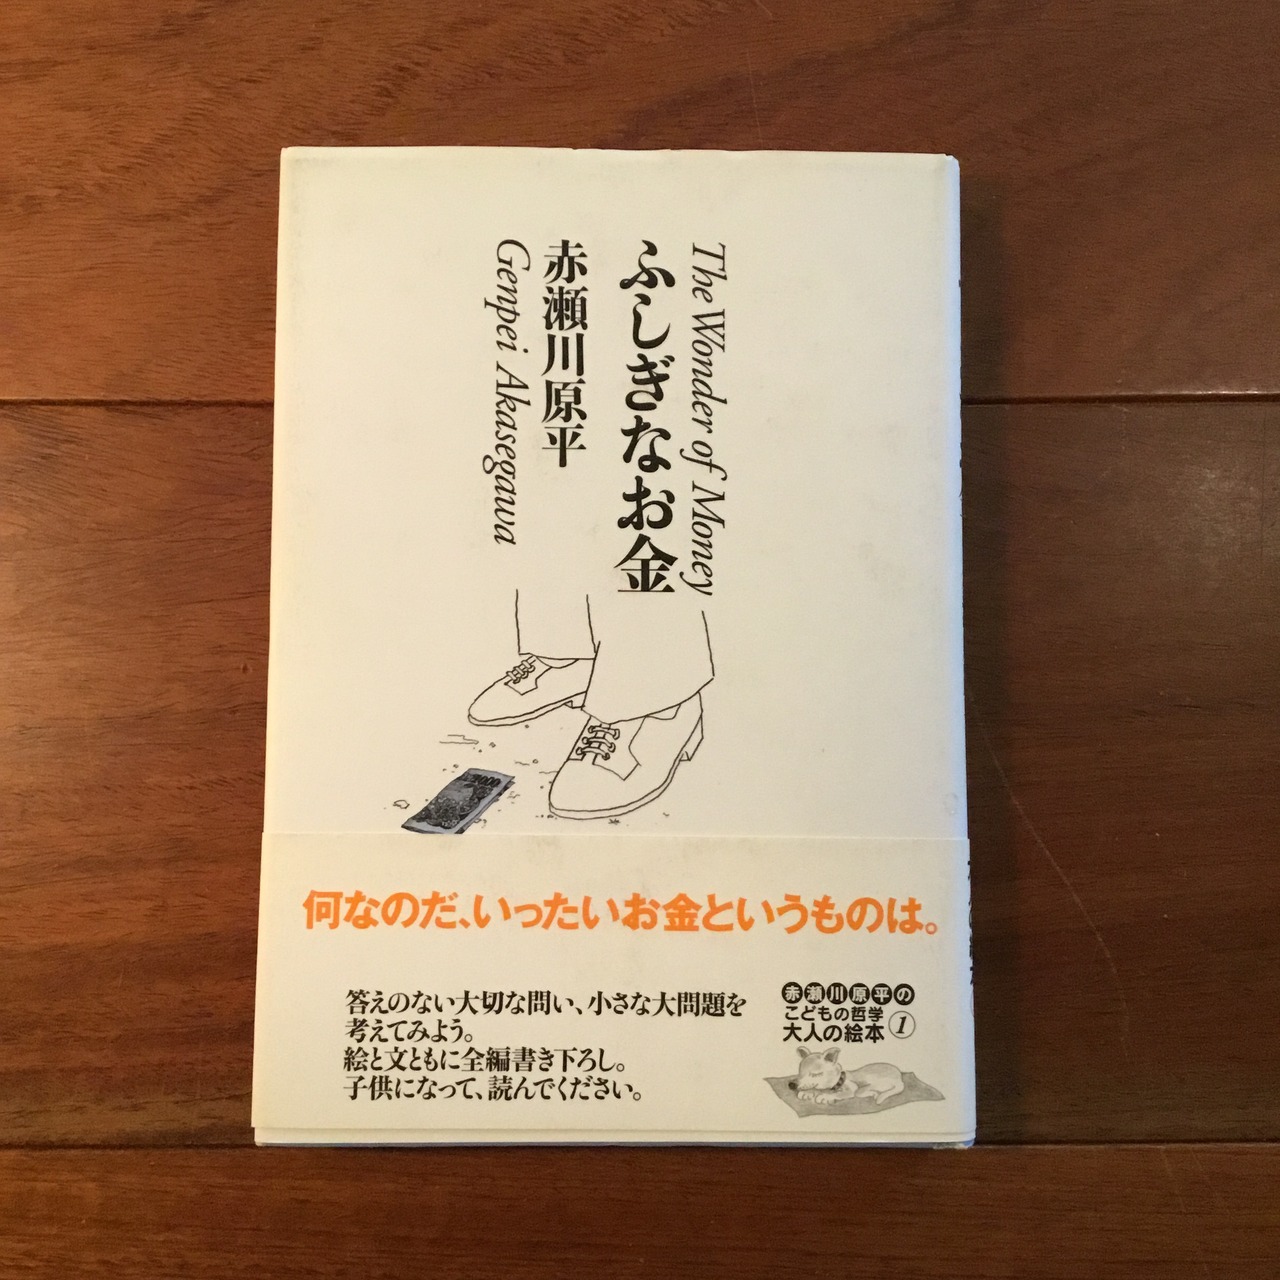 The Wonder of Money
ふしぎなお金
赤瀬川原平
Genpei Akasegawa
何なのだ、いったいお金というものは。
答えのない大切な問い、小さな大問題を
考えてみよう。
絵と文ともに全編書き下ろし。
子供になって、読んでください。
赤瀬川原平の
こどもの哲学
大人の絵本①